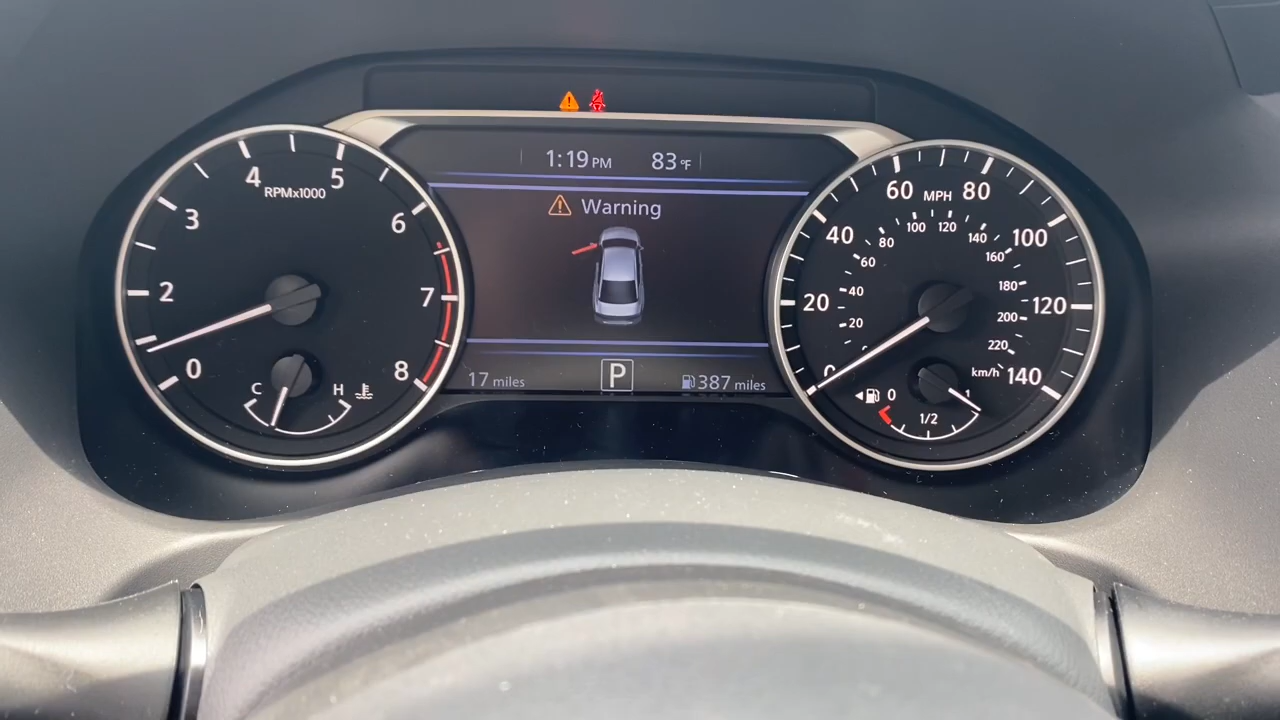 1:19 PM 83°F
Warning
17 miles P 387 miles
RPMx1000
0 2 3 4 5 6 7 8
C H
MPH
0 20 40 60 80 100 120 140
20 40 60 80 100 120 140 160 180 200 220
km/h
0 1/2 1